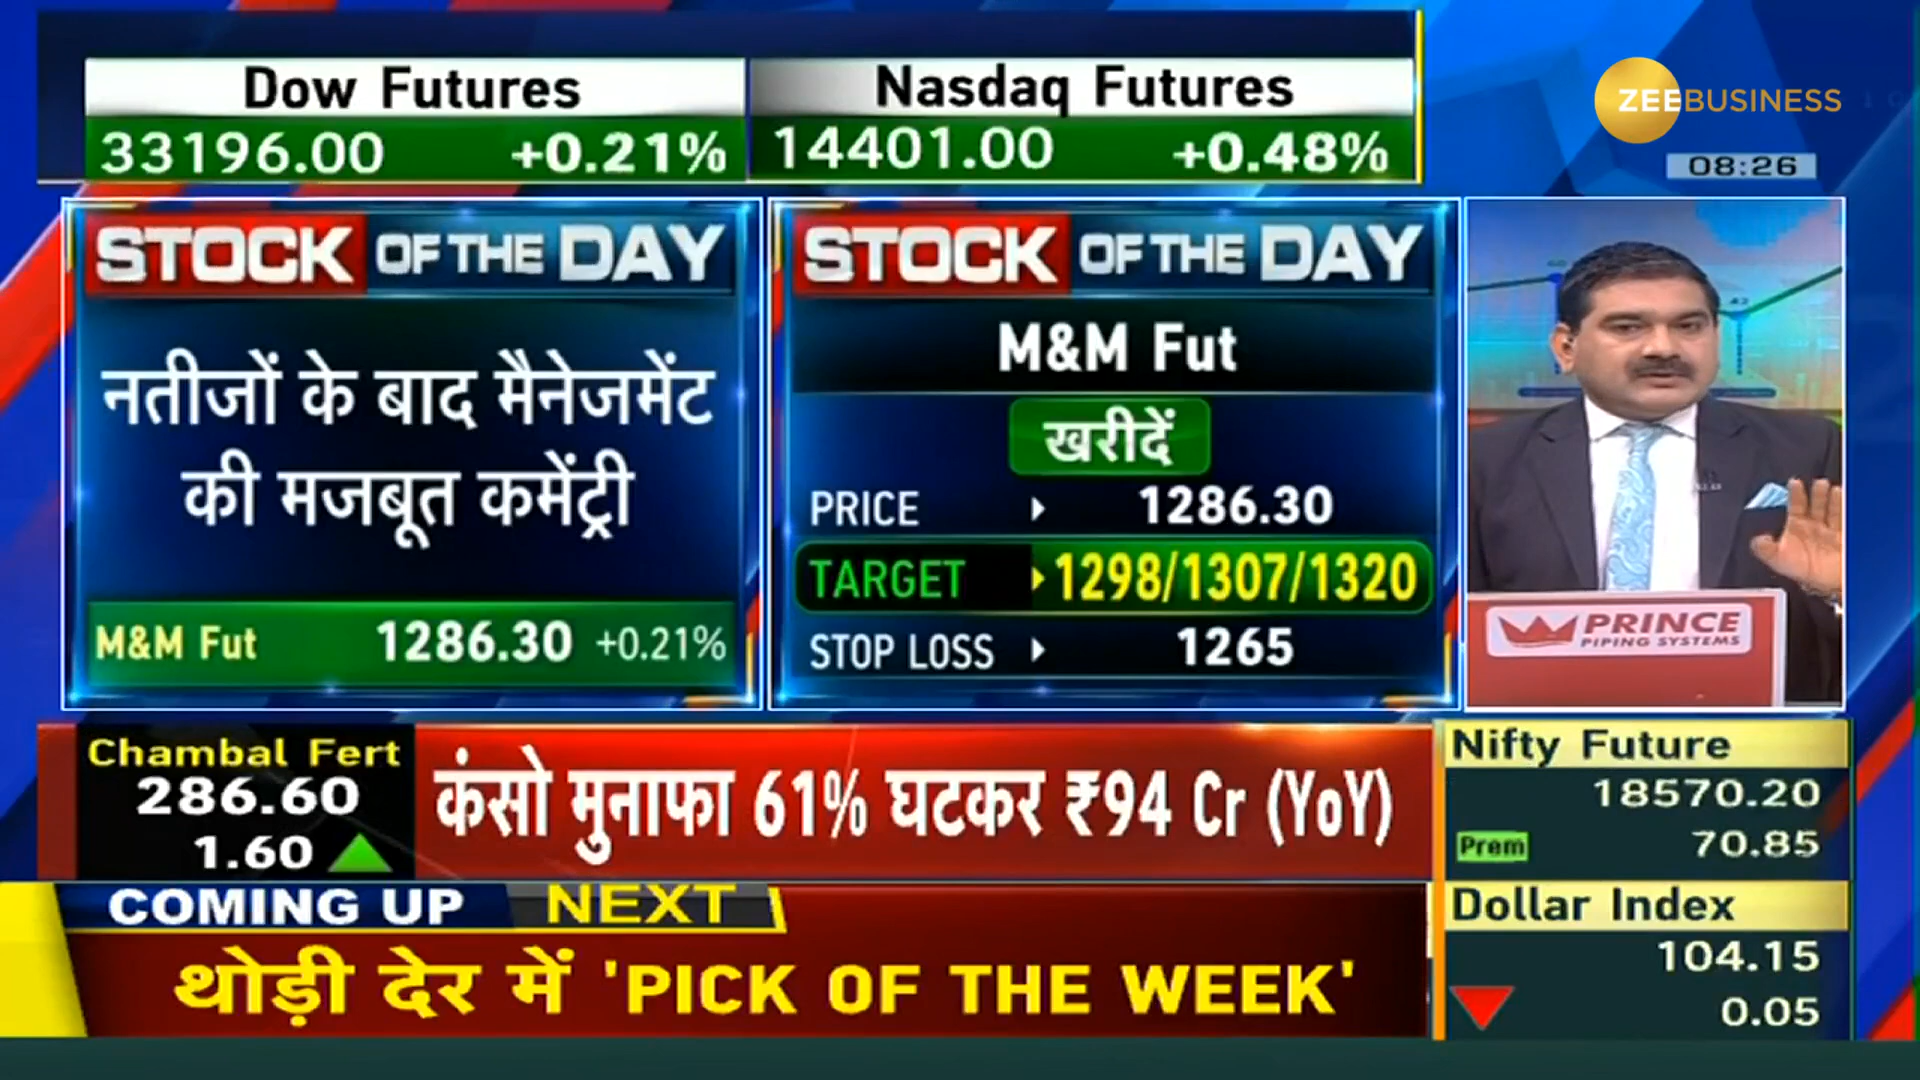 Dow Futures
33196.00 +0.21%
Nasdaq Futures
14401.00 +0.48%
ZEEBUSINESS
08:26
STOCK OF THE DAY
नतीजों के बाद मैनेजमेंट
की मजबूत कमेंट्री
M&M Fut 1286.30 +0.21%
STOCK OF THE DAY
M&M Fut
खरीदें
PRICE 1286.30
TARGET 1298/1307/1320
STOP LOSS 1265
PRINCE
PIPING SYSTEMS
Chambal Fert
286.60
1.60
कंसो मुनाफा 61% घटकर ₹94 Cr (YoY)
Nifty Future
18570.20
Prem 70.85
COMING UP NEXT
थोड़ी देर में 'PICK OF THE WEEK'
Dollar Index
104.15
0.05